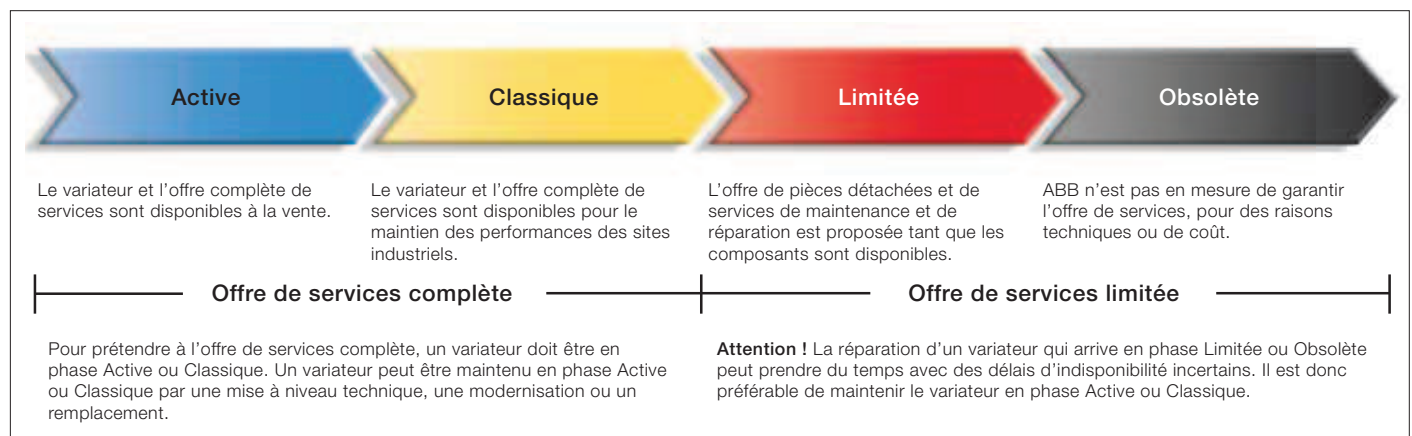 Active
Classique
Limitée
Obsolète
Le variateur et l’offre complète de
services sont disponibles à la vente.
Le variateur et l’offre complète de
services sont disponibles pour le
maintien des performances des sites
industriels.
L’offre de pièces détachées et de
services de maintenance et de
réparation est proposée tant que les
composants sont disponibles.
ABB n’est pas en mesure de garantir
l’offre de services, pour des raisons
techniques ou de coût.
Offre de services complète
Offre de services limitée
Pour prétendre à l’offre de services complète, un variateur doit être en
phase Active ou Classique. Un variateur peut être maintenu en phase Active
ou Classique par une mise à niveau technique, une modernisation ou un
remplacement.
Attention ! La réparation d’un variateur qui arrive en phase Limitée ou Obsolète
peut prendre du temps avec des délais d’indisponibilité incertains. Il est donc
préférable de maintenir le variateur en phase Active ou Classique.